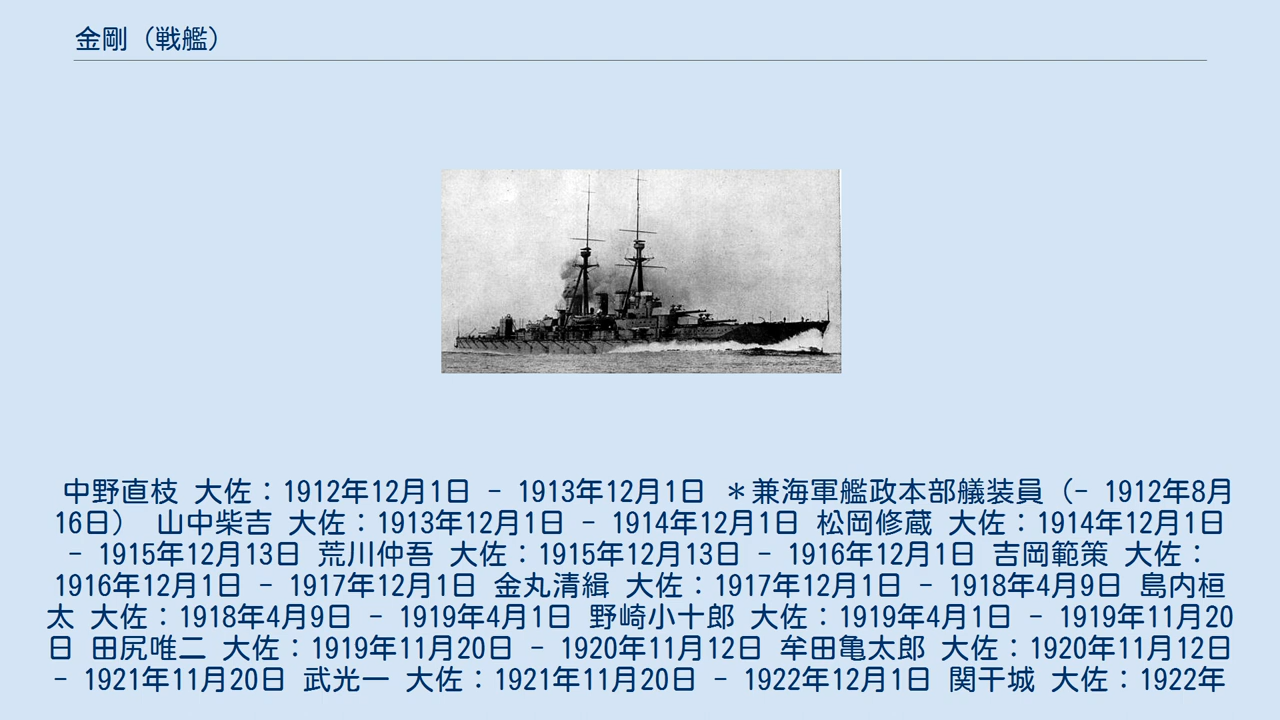 金剛（戦艦）
中野直枝 大佐：1912年12月1日 - 1913年12月1日 ＊兼海軍艦政本部艤装員（- 1912年8月
16日） 山中柴吉 大佐：1913年12月1日 - 1914年12月1日 松岡修蔵 大佐：1914年12月1日
- 1915年12月13日 荒川仲吾 大佐：1915年12月13日 - 1916年12月1日 吉岡範策 大佐：
1916年12月1日 - 1917年12月1日 金丸清緝 大佐：1917年12月1日 - 1918年4月9日 島内桓
太 大佐：1918年4月9日 - 1919年4月1日 野崎小十郎 大佐：1919年4月1日 - 1919年11月20
日 田尻唯二 大佐：1919年11月20日 - 1920年11月12日 牟田亀太郎 大佐：1920年11月12日
- 1921年11月20日 武光一 大佐：1921年11月20日 - 1922年12月1日 関干城 大佐：1922年